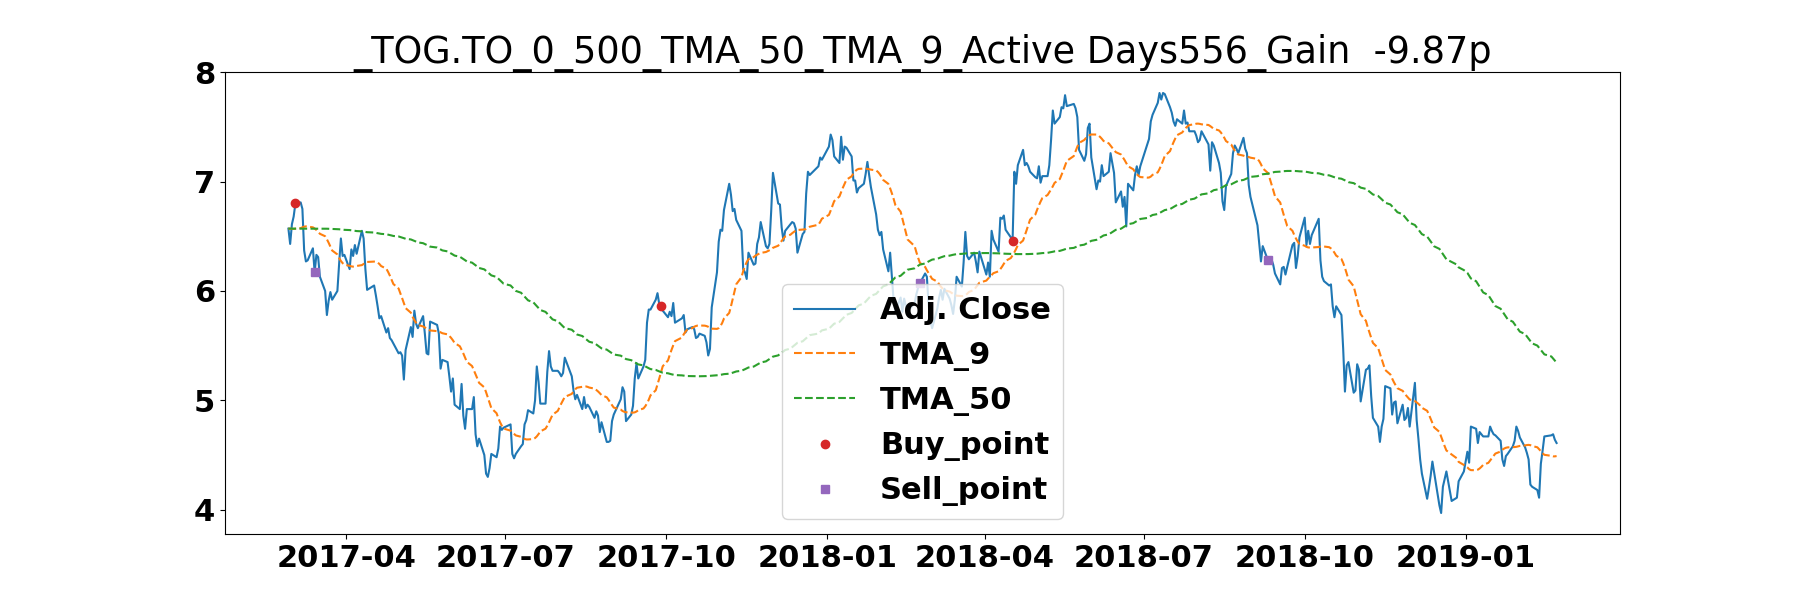 _TOG.TO_0_500_TMA_50_TMA_9_Active Days556_Gain  -9.87p
8
7
6
5
4
Adj. Close
TMA_9
TMA_50
Buy_point
Sell_point
2017-04 2017-07 2017-10 2018-01 2018-04 2018-07 2018-10 2019-01